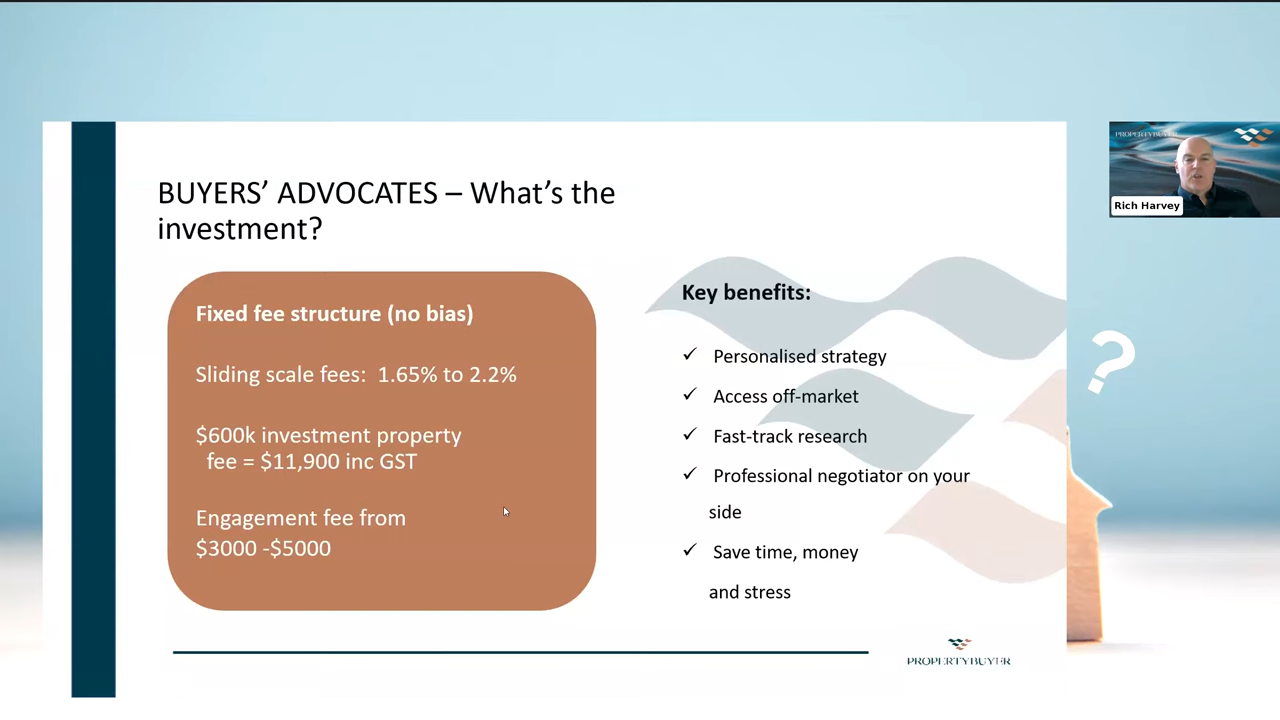 BUYERS’ ADVOCATES – What’s the
investment?
Fixed fee structure (no bias)
Sliding scale fees: 1.65% to 2.2%
$600k investment property
fee = $11,900 inc GST
Engagement fee from
$3000 -$5000
Key benefits:
✓ Personalised strategy
✓ Access off-market
✓ Fast-track research
✓ Professional negotiator on your
side
✓ Save time, money
and stress
PROPERTYBUYER
?
PROPERTYBUYER
Rich Harvey